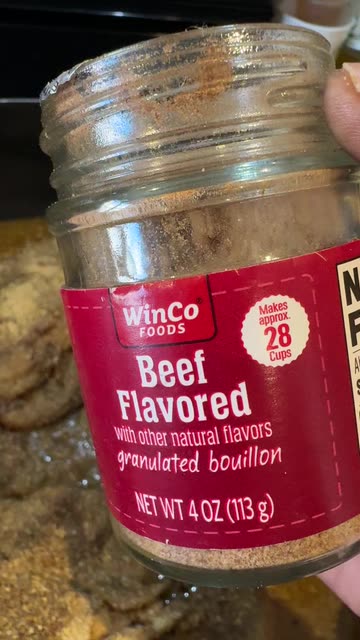 WinCo
FOODS
Makes
approx.
28
Cups
Beef
Flavored
with other natural flavors
granulated bouillon
NET WT 4 OZ (113 g)